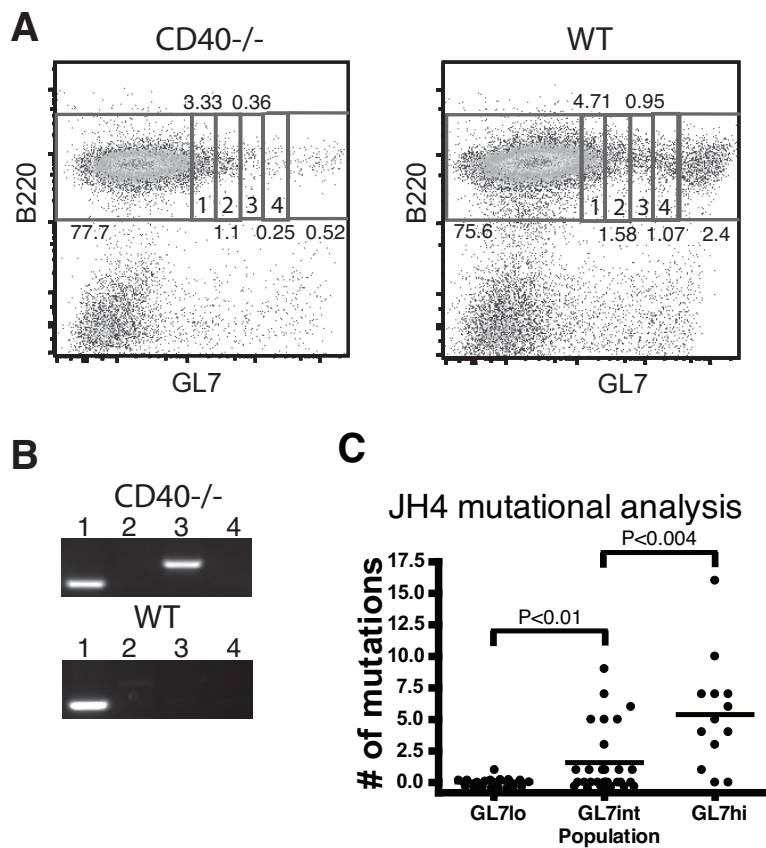 A
CD40-/-
WT
3.33 0.36
4.71 0.95
B220
B220
1 2 3 4
1 2 3 4
77.7
1.1 0.25 0.52
75.6
1.58 1.07 2.4
GL7
GL7
B
CD40-/-
1 2 3 4
WT
1 2 3 4
C
JH4 mutational analysis
P<0.004
P<0.01
# of mutations
17.5
15.0
12.5
10.0
7.5
5.0
2.5
0.0
GL7lo GL7int GL7hi
Population